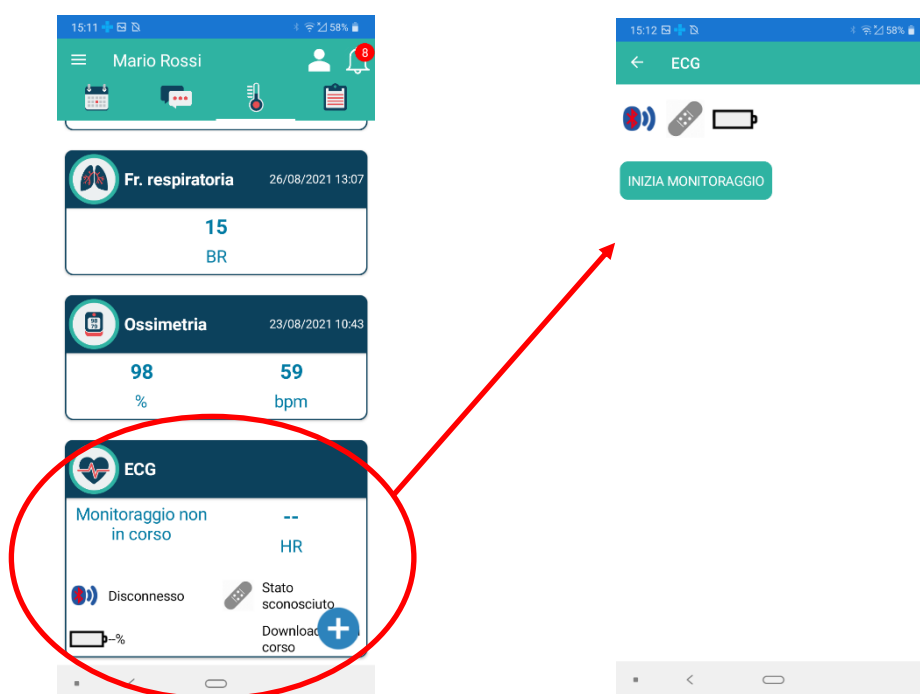 15:11
58%
Mario Rossi
8
Fr. respiratoria 26/08/2021 13:07
15
BR
Ossimetria 23/08/2021 10:43
98 59
% bpm
ECG
Monitoraggio non
in corso
--
HR
Disconnesso
Stato
sconosciuto
--%
corso
15:12
58%
ECG
INIZIA MONITORAGGIO